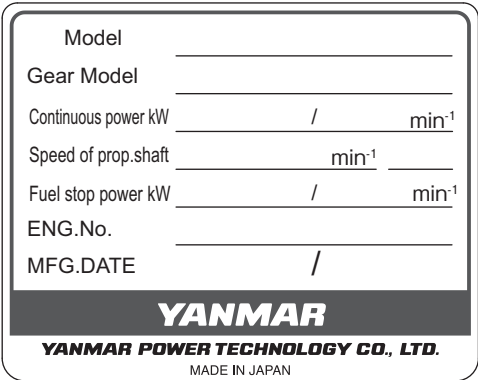 Model
Gear Model
Continuous power kW / min-1
Speed of prop.shaft min-1
Fuel stop power kW / min-1
ENG.No.
MFG.DATE /
YANMAR
YANMAR POWER TECHNOLOGY CO., LTD.
MADE IN JAPAN